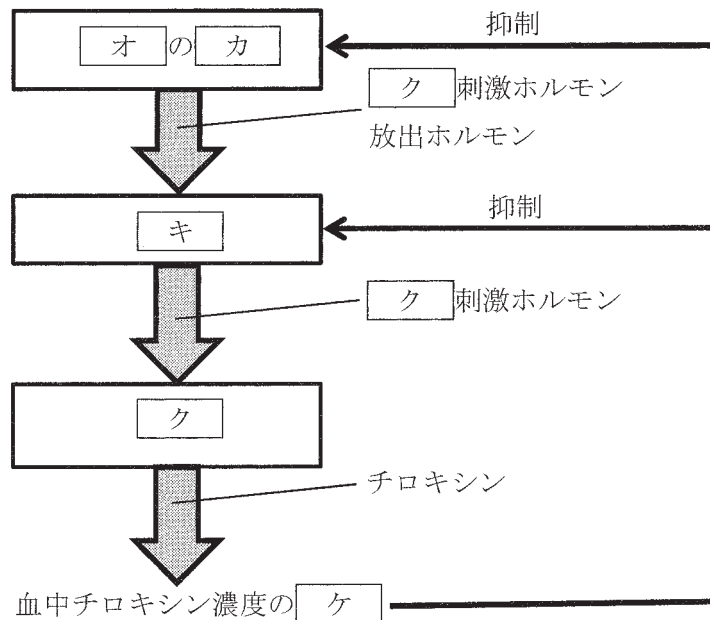 抑制
オ の カ
ク 刺激ホルモン
放出ホルモン
抑制
キ
ク 刺激ホルモン
ク
チロキシン
血中チロキシン濃度の ケ